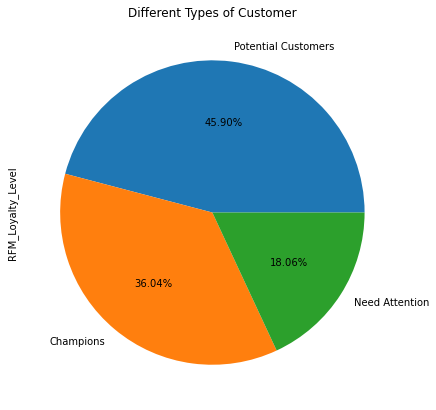 Different Types of Customer
Potential Customers
45.90%
RFM_Loyalty_Level
36.04%
18.06%
Need Attention
Champions